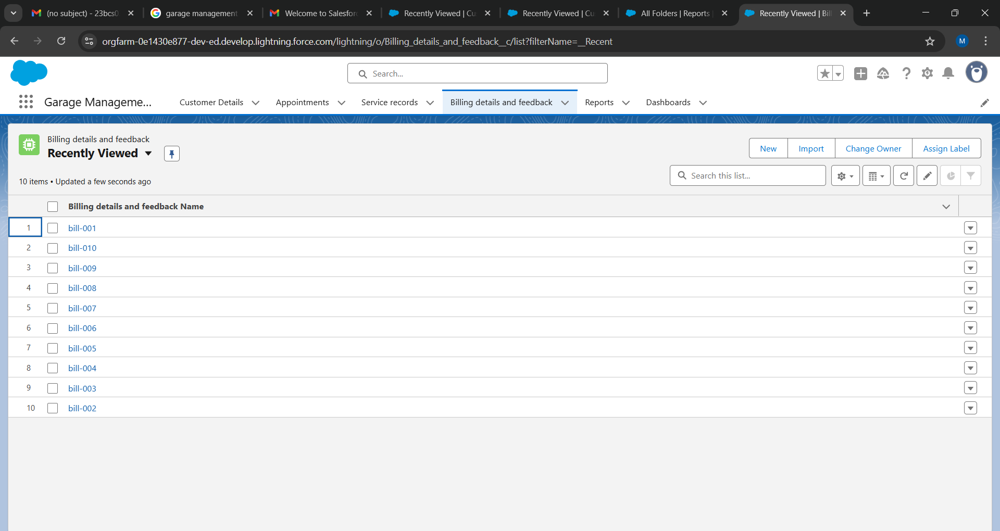 (no subject) - 23bcs0
garage management
Welcome to Salesforc
Recently Viewed | Cu
Recently Viewed | Cu
All Folders | Reports |
Recently Viewed | Bil
orgfarm-0e1430e877-dev-ed.develop.lightning.force.com/lightning/o/Billing_details_and_feedback__c/list?filterName=__Recent
M
Search...
Garage Manageme...
Customer Details
Appointments
Service records
Billing details and feedback
Reports
Dashboards
Billing details and feedback
Recently Viewed
New
Import
Change Owner
Assign Label
10 items • Updated a few seconds ago
Search this list...
Billing details and feedback Name
1 bill-001
2 bill-010
3 bill-009
4 bill-008
5 bill-007
6 bill-006
7 bill-005
8 bill-004
9 bill-003
10 bill-002